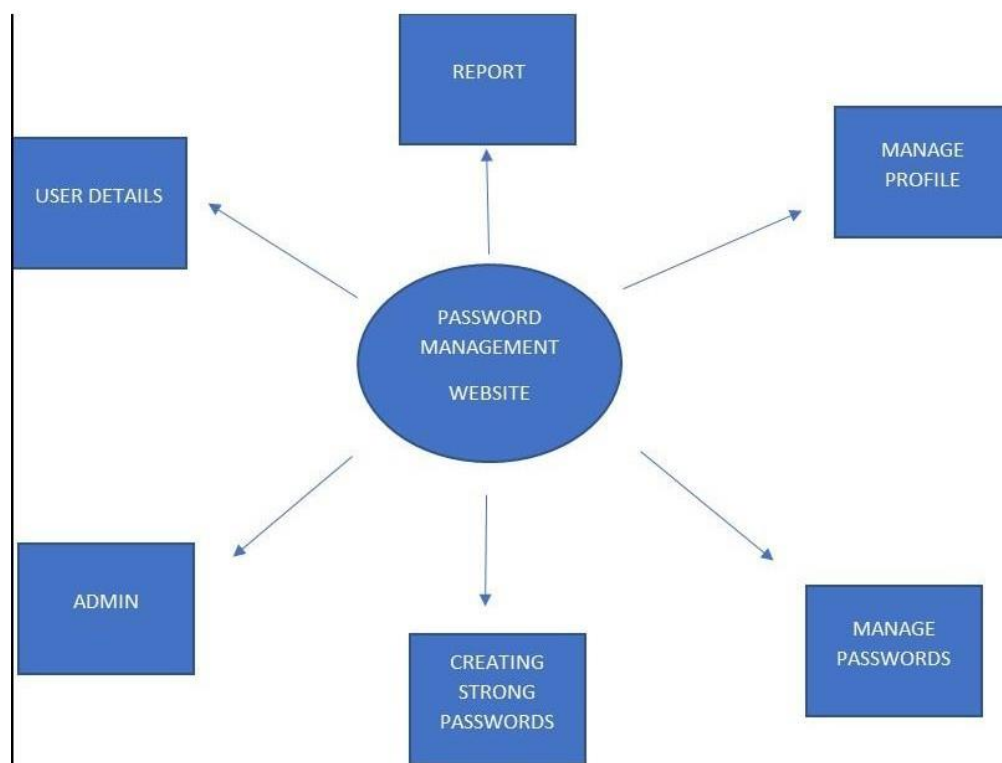 REPORT
MANAGE
PROFILE
USER DETAILS
PASSWORD
MANAGEMENT
WEBSITE
ADMIN
MANAGE
PASSWORDS
CREATING
STRONG
PASSWORDS